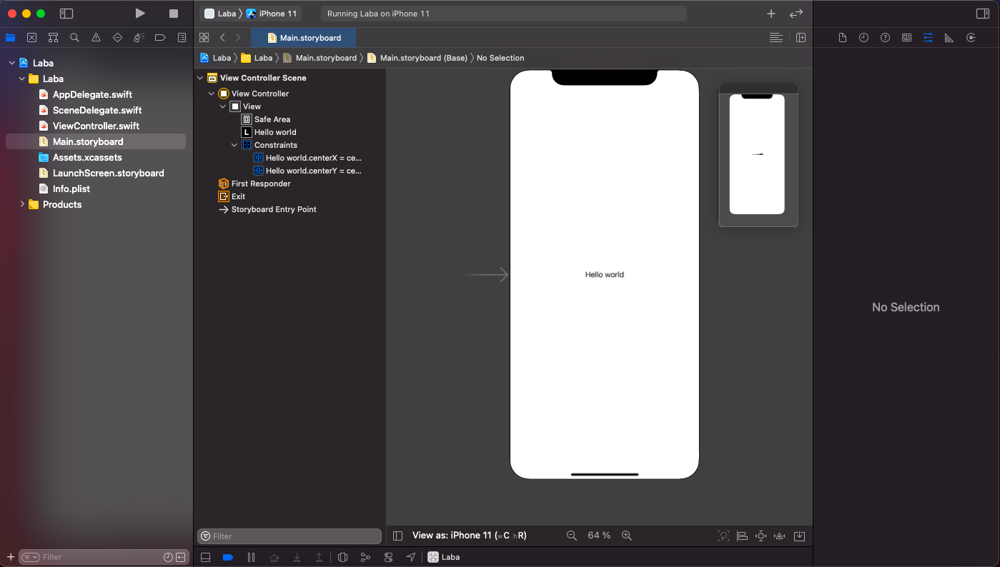 Laba
iPhone 11
Running Laba on iPhone 11
Main.storyboard
Laba
Laba
Main.storyboard
Main.storyboard (Base)
No Selection
Laba
Laba
AppDelegate.swift
SceneDelegate.swift
ViewController.swift
Main.storyboard
Assets.xcassets
LaunchScreen.storyboard
Info.plist
Products
View Controller Scene
View Controller
View
Safe Area
L
Hello world
Constraints
Hello world.centerX = ce...
Hello world.centerY = ce...
First Responder
Exit
Storyboard Entry Point
Hello world
No Selection
Filter
View as: iPhone 11 (wC hR)
64 %
Filter
Laba